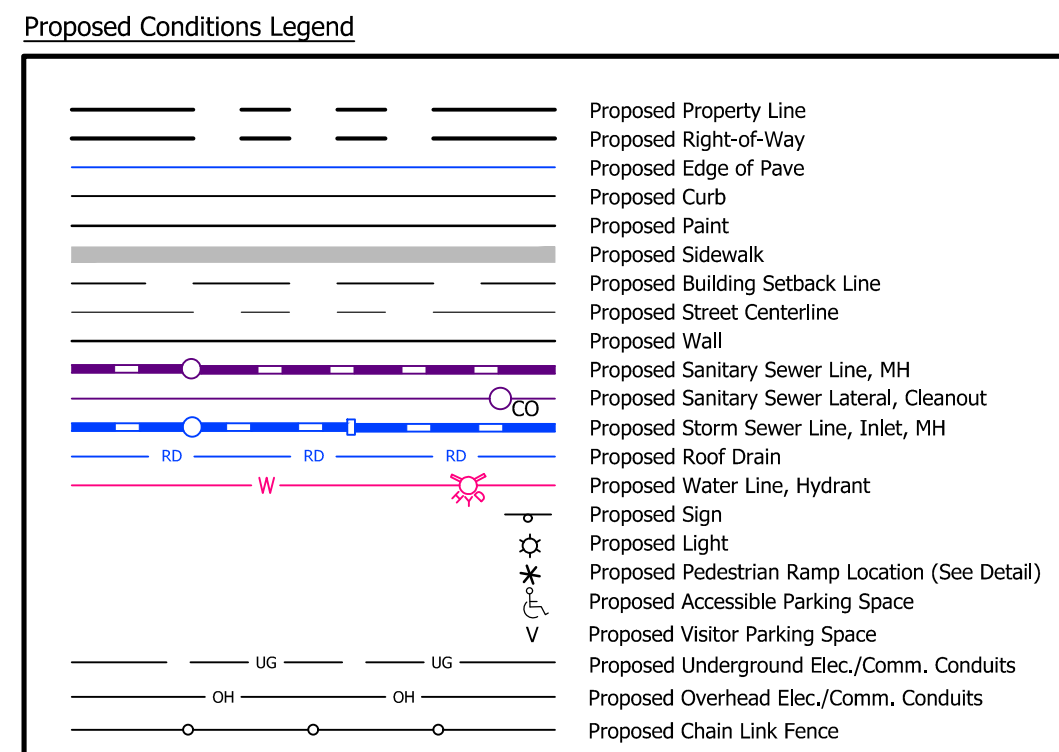 Proposed Conditions Legend
Proposed Property Line
Proposed Right-of-Way
Proposed Edge of Pave
Proposed Curb
Proposed Paint
Proposed Sidewalk
Proposed Building Setback Line
Proposed Street Centerline
Proposed Wall
Proposed Sanitary Sewer Line, MH
Proposed Sanitary Sewer Lateral, Cleanout
CO
Proposed Storm Sewer Line, Inlet, MH
RD RD RD Proposed Roof Drain
W Proposed Water Line, Hydrant
HYD
Proposed Sign
Proposed Light
Proposed Pedestrian Ramp Location (See Detail)
Proposed Accessible Parking Space
V Proposed Visitor Parking Space
UG UG Proposed Underground Elec./Comm. Conduits
OH OH Proposed Overhead Elec./Comm. Conduits
Proposed Chain Link Fence